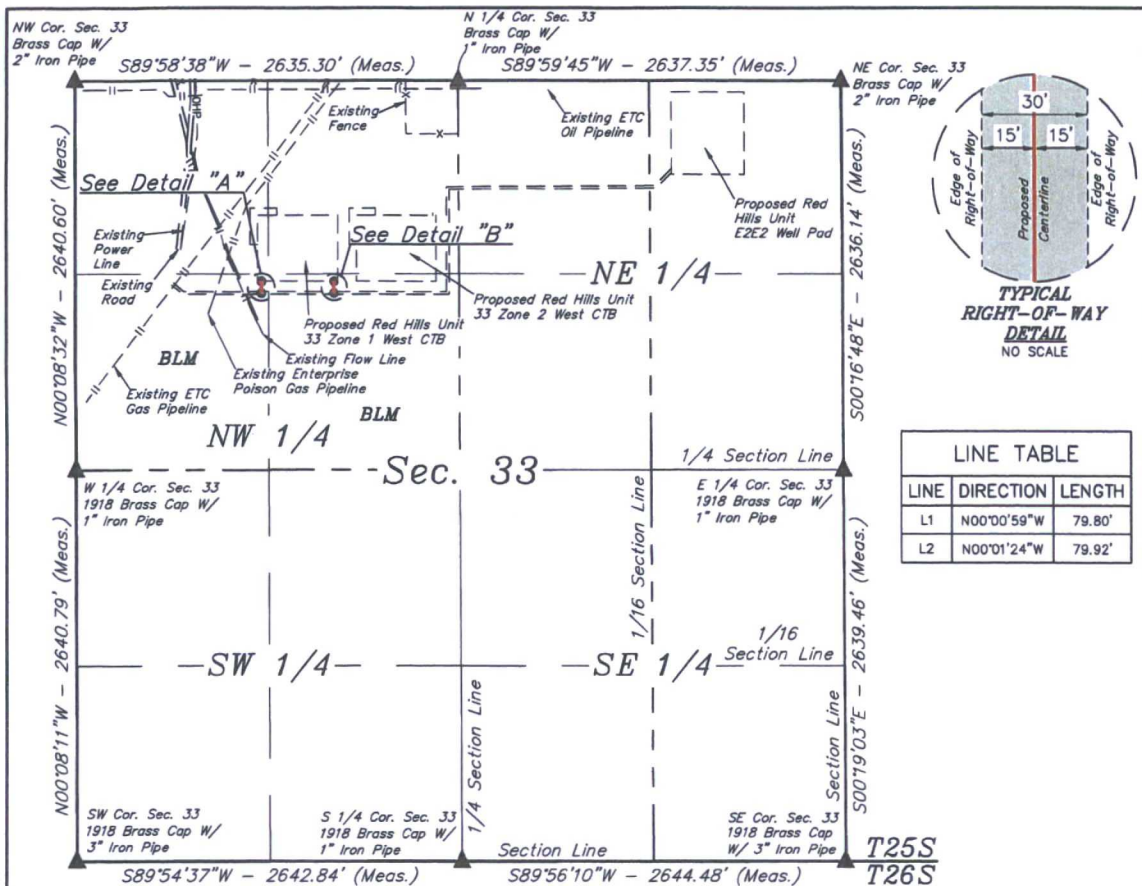 NW Cor. Sec. 33
Brass Cap W/
2" Iron Pipe
N 1/4 Cor. Sec. 33
Brass Cap W/
1" Iron Pipe
S89°58'38"W - 2635.30' (Meas.)
S89°59'45"W - 2637.35' (Meas.)
NE Cor. Sec. 33
Brass Cap W/
2" Iron Pipe
OHP
Existing
Fence
Existing ETC
Oil Pipeline
N00°08'32"W - 2640.60' (Meas.)
See Detail "A"
Existing
Power
Line
Existing
Road
See Detail "B"
Proposed Red
Hills Unit
E2E2 Well Pad
S00°16'48"E - 2636.14' (Meas.)
NE 1/4
Proposed Red Hills Unit
33 Zone 2 West CTB
Proposed Red Hills Unit
33 Zone 1 West CTB
Existing Flow Line
Existing Enterprise
Poison Gas Pipeline
BLM
Existing ETC
Gas Pipeline
BLM
NW 1/4
Sec. 33
1/4 Section Line
W 1/4 Cor. Sec. 33
1918 Brass Cap W/
1" Iron Pipe
E 1/4 Cor. Sec. 33
1918 Brass Cap W/
1" Iron Pipe
N00°08'11"W - 2640.79' (Meas.)
1/16 Section Line
1/16
Section Line
SW 1/4
SE 1/4
1/4 Section Line
Section Line
S00°19'03"E - 2639.46' (Meas.)
SW Cor. Sec. 33
1918 Brass Cap W/
3" Iron Pipe
S 1/4 Cor. Sec. 33
1918 Brass Cap W/
1" Iron Pipe
SE Cor. Sec. 33
1918 Brass Cap
W/ 3" Iron Pipe
Section Line
T25S
T26S
S89°54'37"W - 2642.84' (Meas.)
S89°56'10"W - 2644.48' (Meas.)
30'
15'
15'
Edge of
Right-of-Way
Proposed
Centerline
Edge of
Right-of-Way
TYPICAL
RIGHT-OF-WAY
DETAIL
NO SCALE
LINE TABLE
LINE DIRECTION LENGTH
L1 N00°00'59"W 79.80'
L2 N00°01'24"W 79.92'